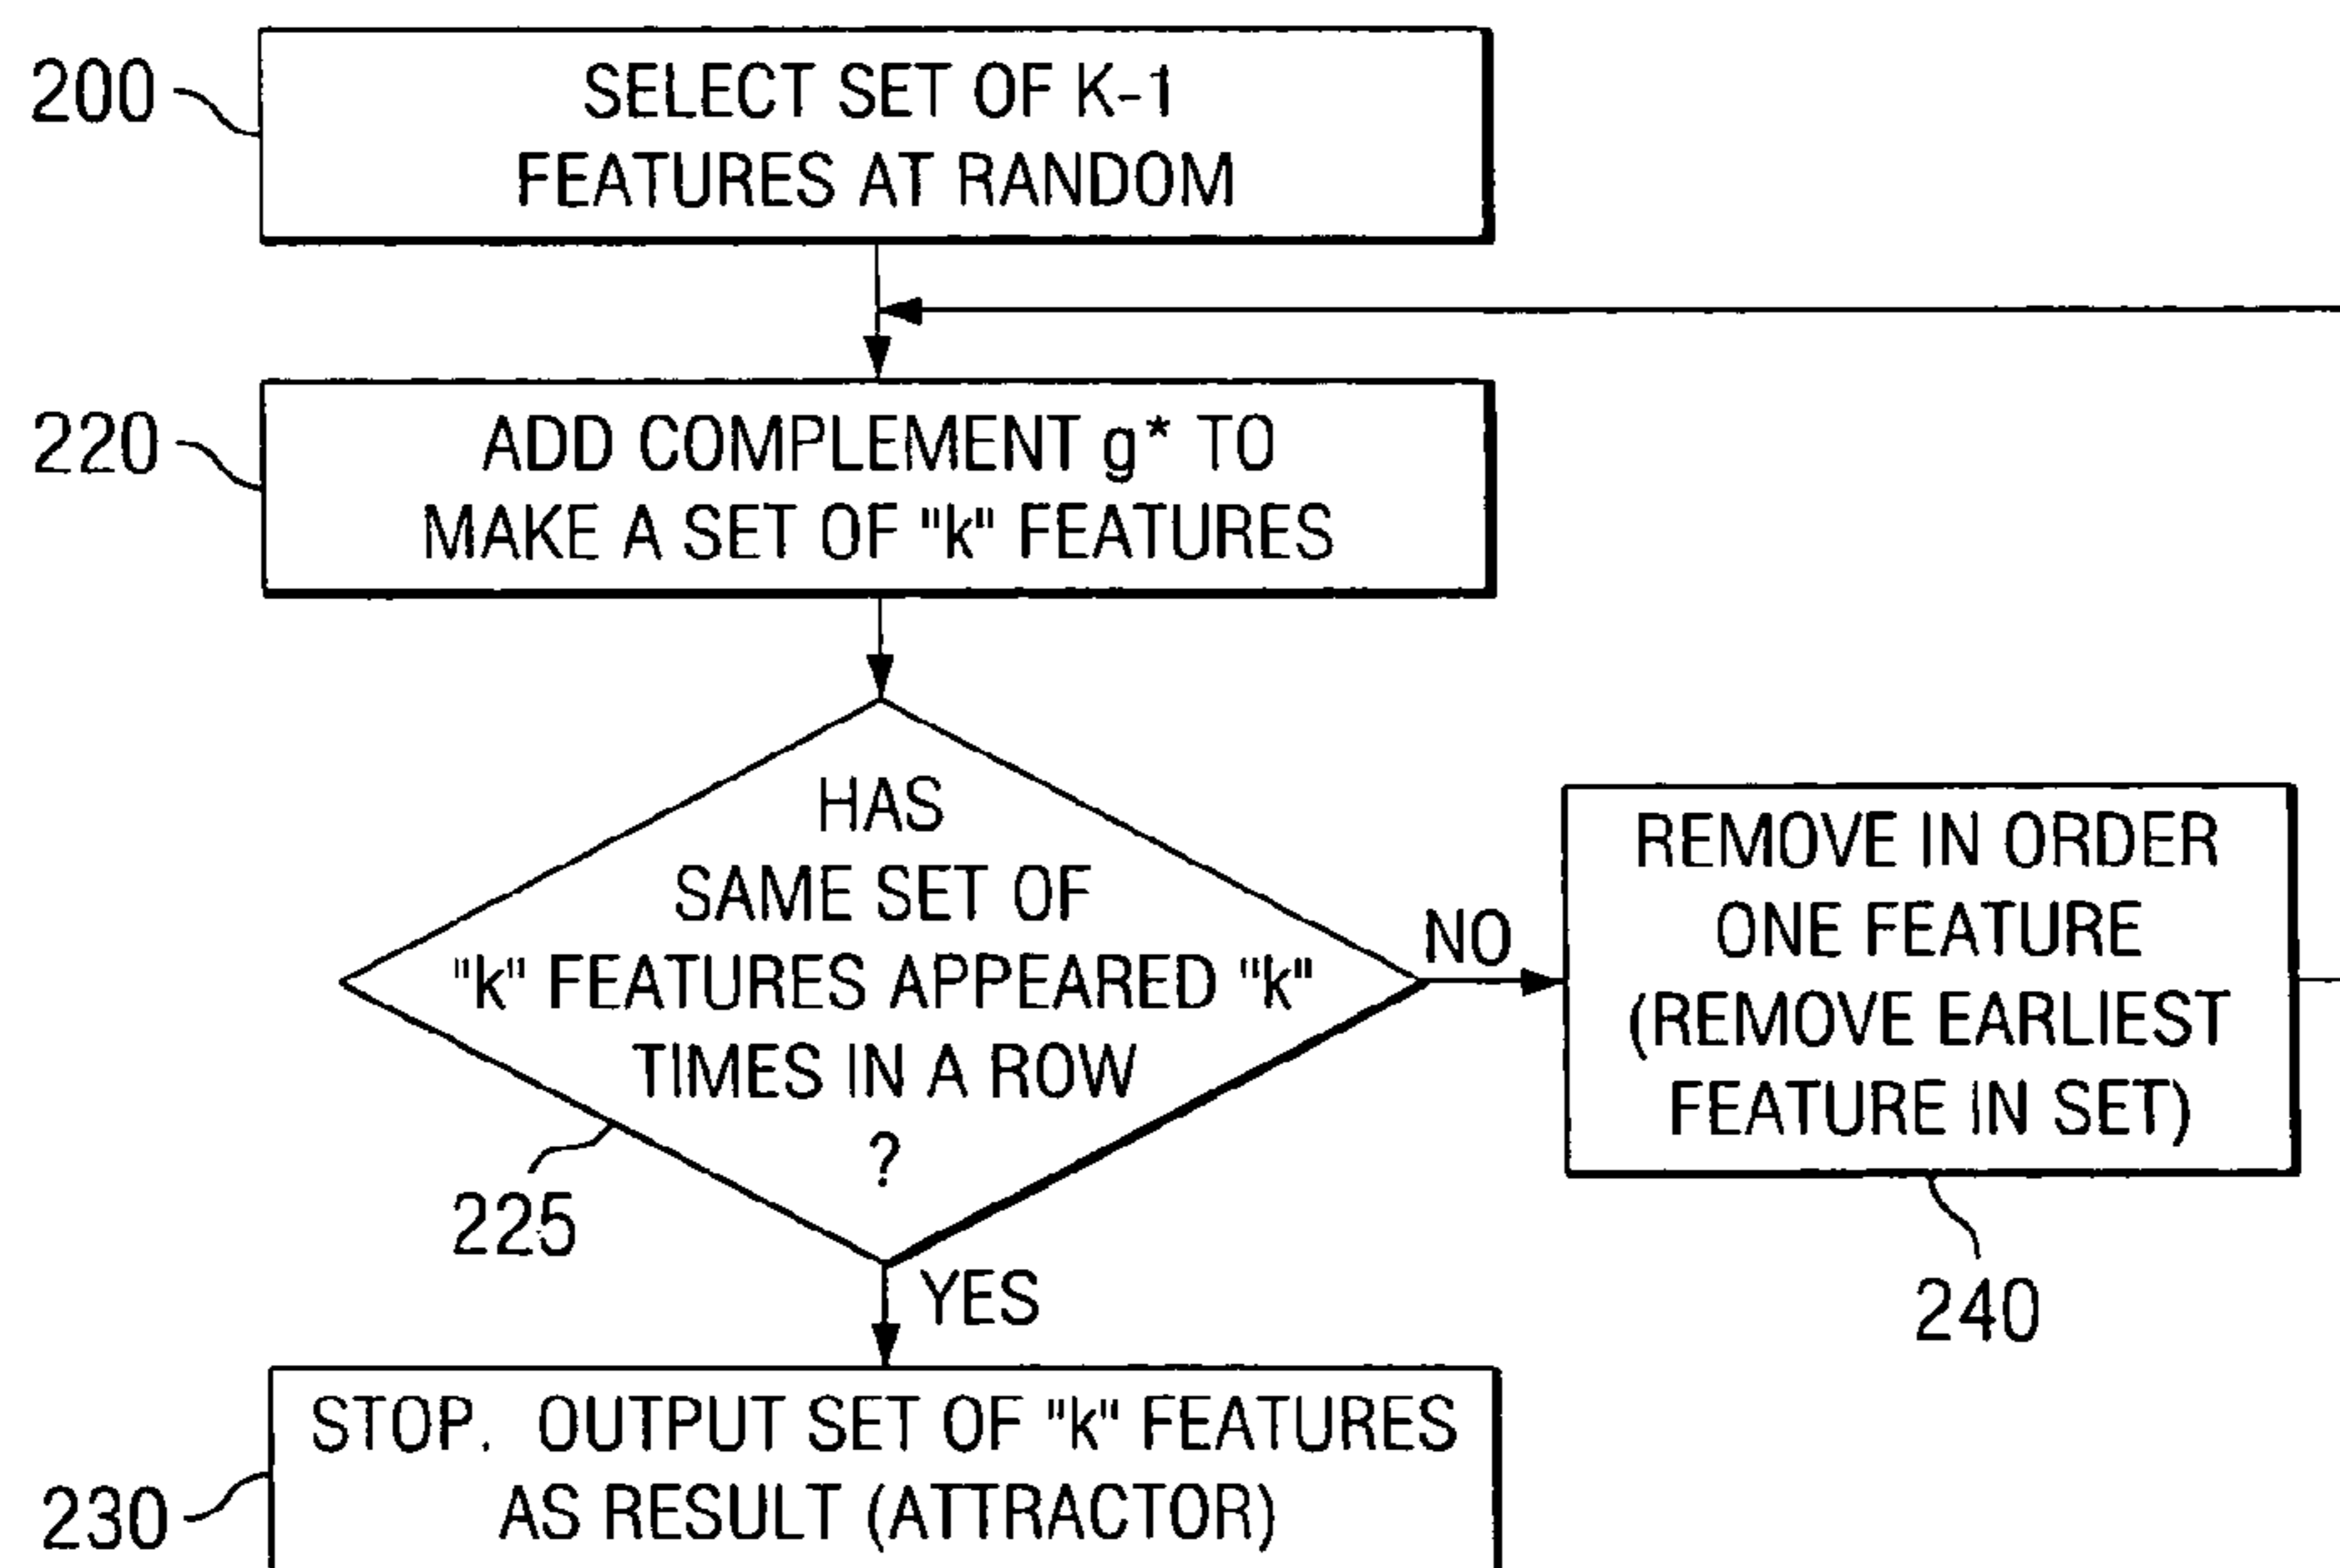 200
SELECT SET OF K-1
FEATURES AT RANDOM
220
ADD COMPLEMENT g* TO
MAKE A SET OF "k" FEATURES
HAS
SAME SET OF
"k" FEATURES APPEARED "k"
TIMES IN A ROW
?
225
NO
REMOVE IN ORDER
ONE FEATURE
(REMOVE EARLIEST
FEATURE IN SET)
240
YES
230
STOP. OUTPUT SET OF "k" FEATURES
AS RESULT (ATTRACTOR)